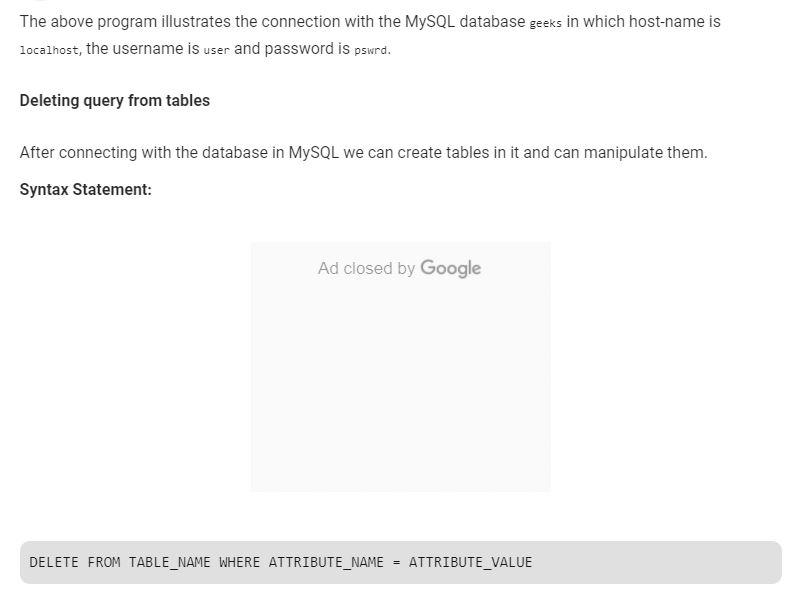 The above program illustrates the connection with the MySQL database geeks in which host-name is
localhost, the username is user and password is pswrd.
Deleting query from tables
After connecting with the database in MySQL we can create tables in it and can manipulate them.
Syntax Statement:
Ad closed by Google
DELETE FROM TABLE_NAME WHERE ATTRIBUTE_NAME = ATTRIBUTE_VALUE